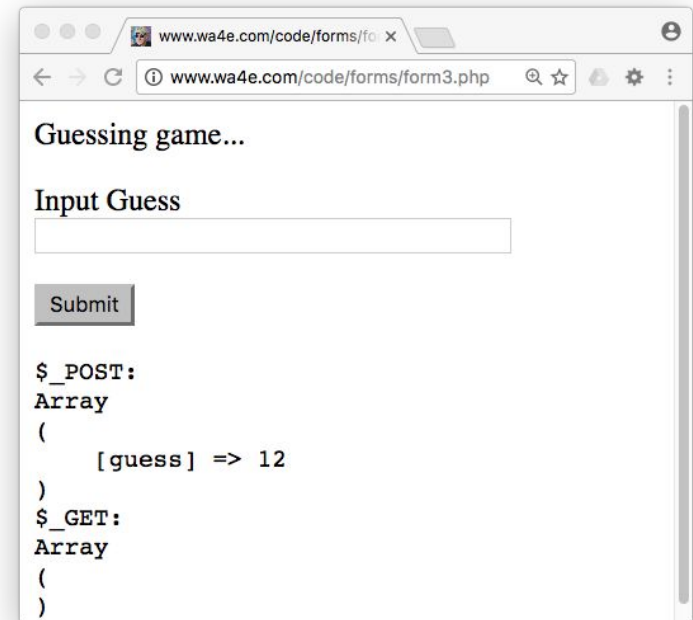 www.wa4e.com/code/forms/fo
www.wa4e.com/code/forms/form3.php
Guessing game...
Input Guess
Submit
$_POST:
Array
(
    [guess] => 12
)
$_GET:
Array
(
)